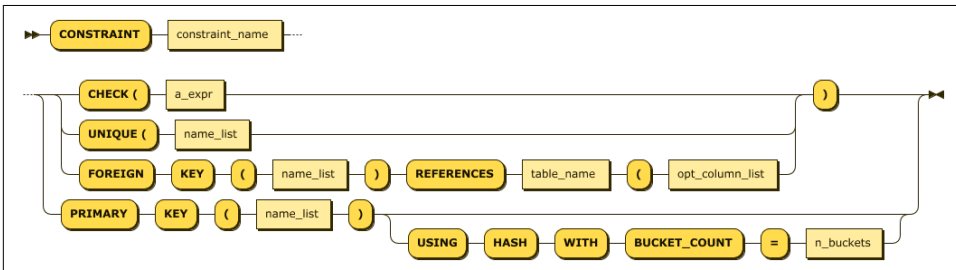 CONSTRAINT constraint_name
CHECK ( a_expr )
UNIQUE ( name_list
FOREIGN KEY ( name_list ) REFERENCES table_name ( opt_column_list
PRIMARY KEY ( name_list )
USING HASH WITH BUCKET_COUNT = n_buckets